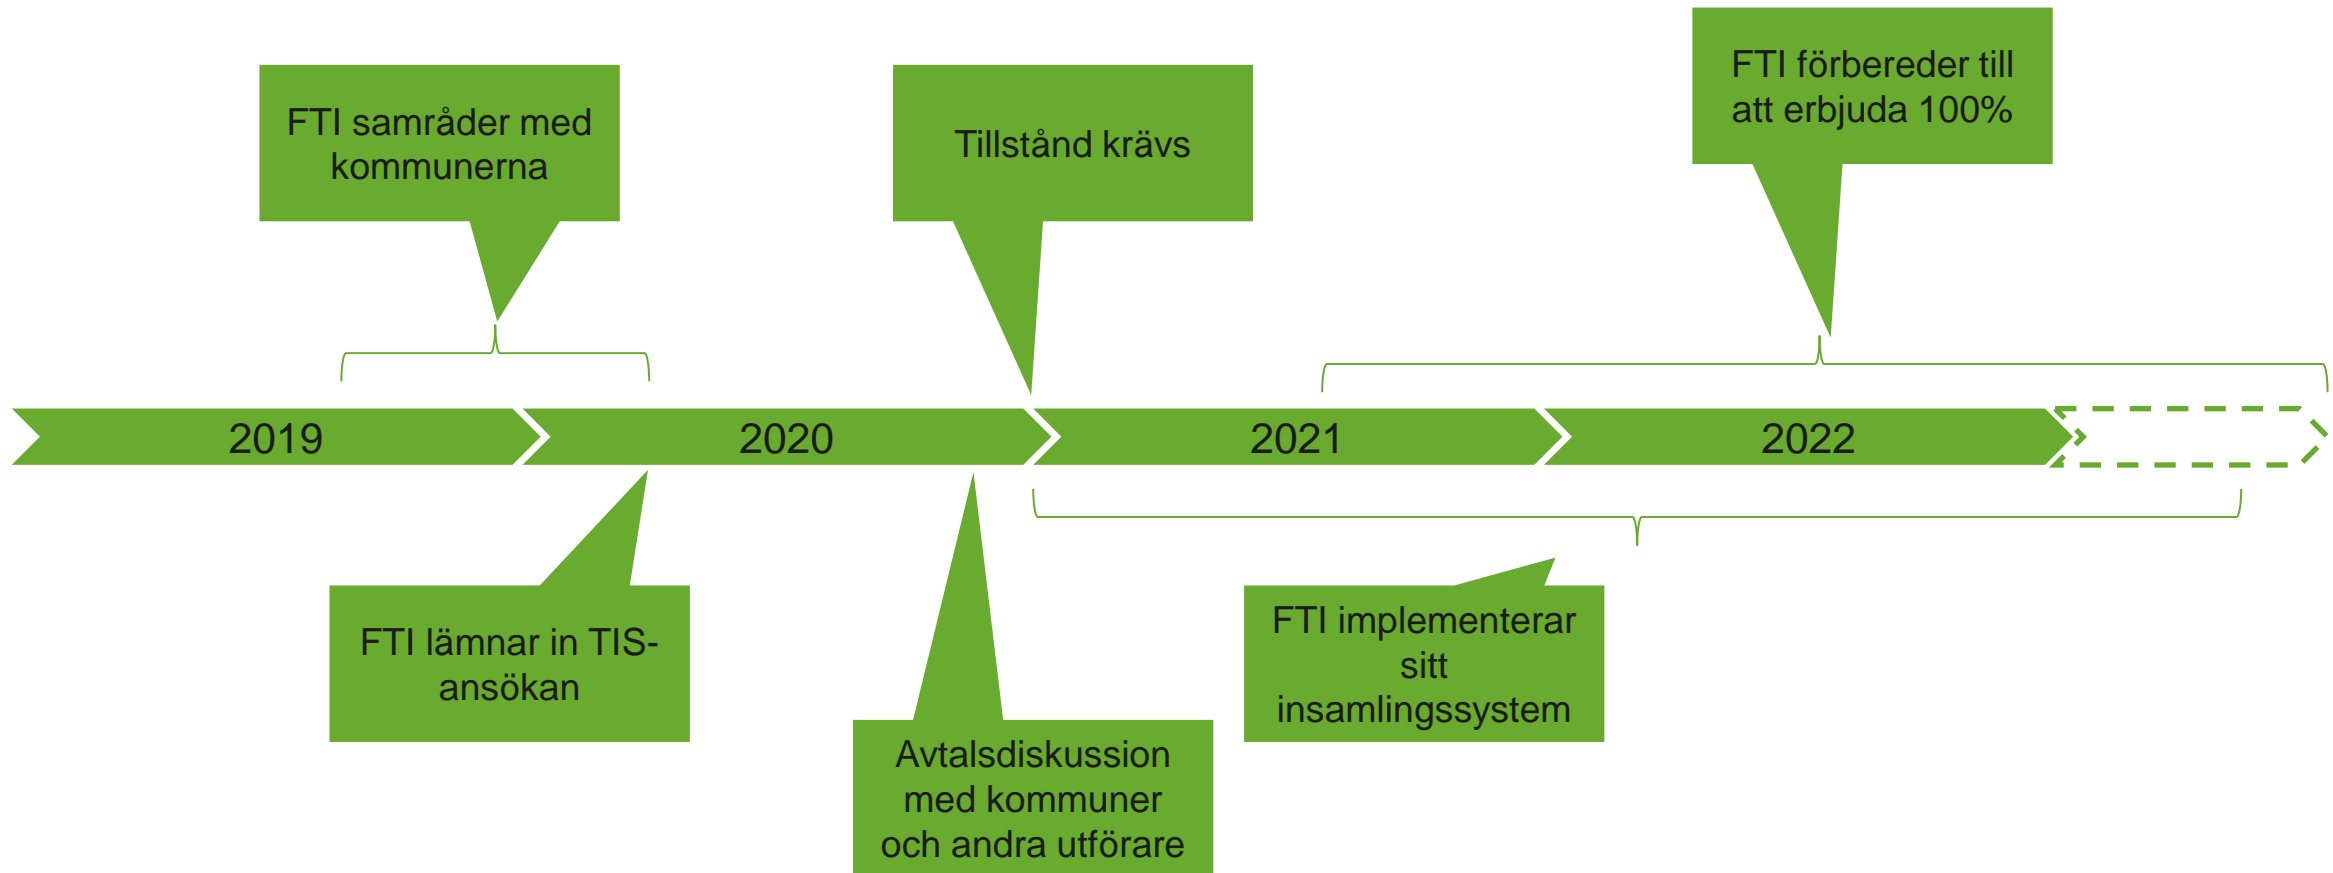 FTI förbereder till
att erbjuda 100%
FTI samråder med
kommunerna
Tillstånd krävs
2019
2020
2021
2022
FTI lämnar in TIS-
ansökan
FTI implementerar
sitt
insamlingssystem
Avtalsdiskussion
med kommuner
och andra utförare